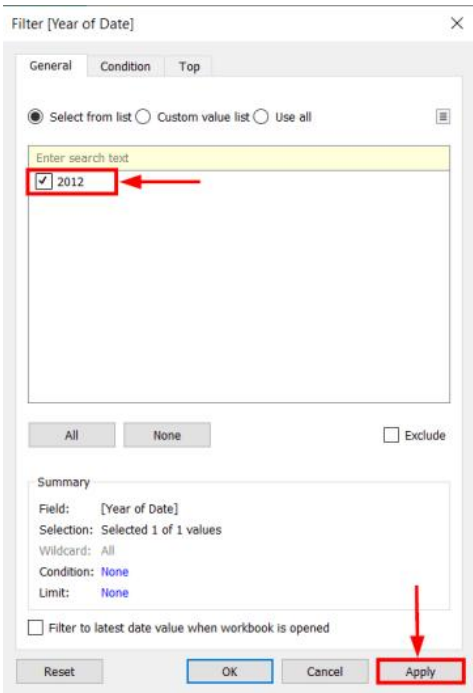 Filter [Year of Date]
General Condition Top
Select from list Custom value list Use all
Enter search text
2012
All None Exclude
Summary
Field: [Year of Date]
Selection: Selected 1 of 1 values
Wildcard: All
Condition: None
Limit: None
Filter to latest date value when workbook is opened
Reset OK Cancel Apply